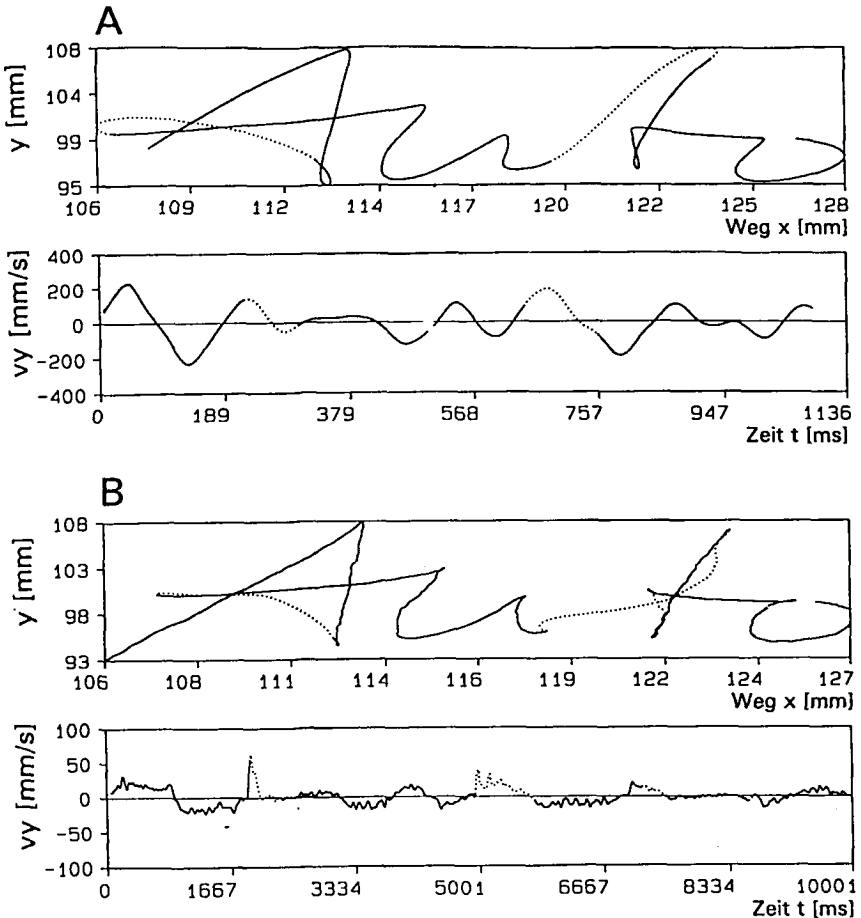 A
y [mm]
108
104
99
95
106 109 112 114 117 120 122 125 128
Weg x [mm]
Auto
vy [mm/s]
400
200
0
-200
-400
0 189 379 568 757 947 1136
Zeit t [ms]
B
y [mm]
108
103
98
93
106 108 111 114 116 119 122 124 127
Weg x [mm]
Auto
vy [mm/s]
100
50
0
-50
-100
0 1667 3334 5001 6667 8334 10001
Zeit t [ms]